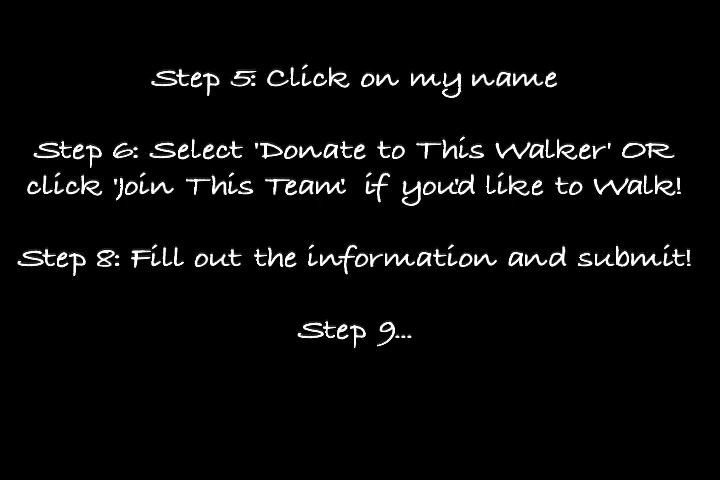 Step 5: Click on my name
Step 6: Select 'Donate to This Walker' OR
click 'Join This Team' if you'd like to Walk!
Step 8: Fill out the information and submit!
Step 9...